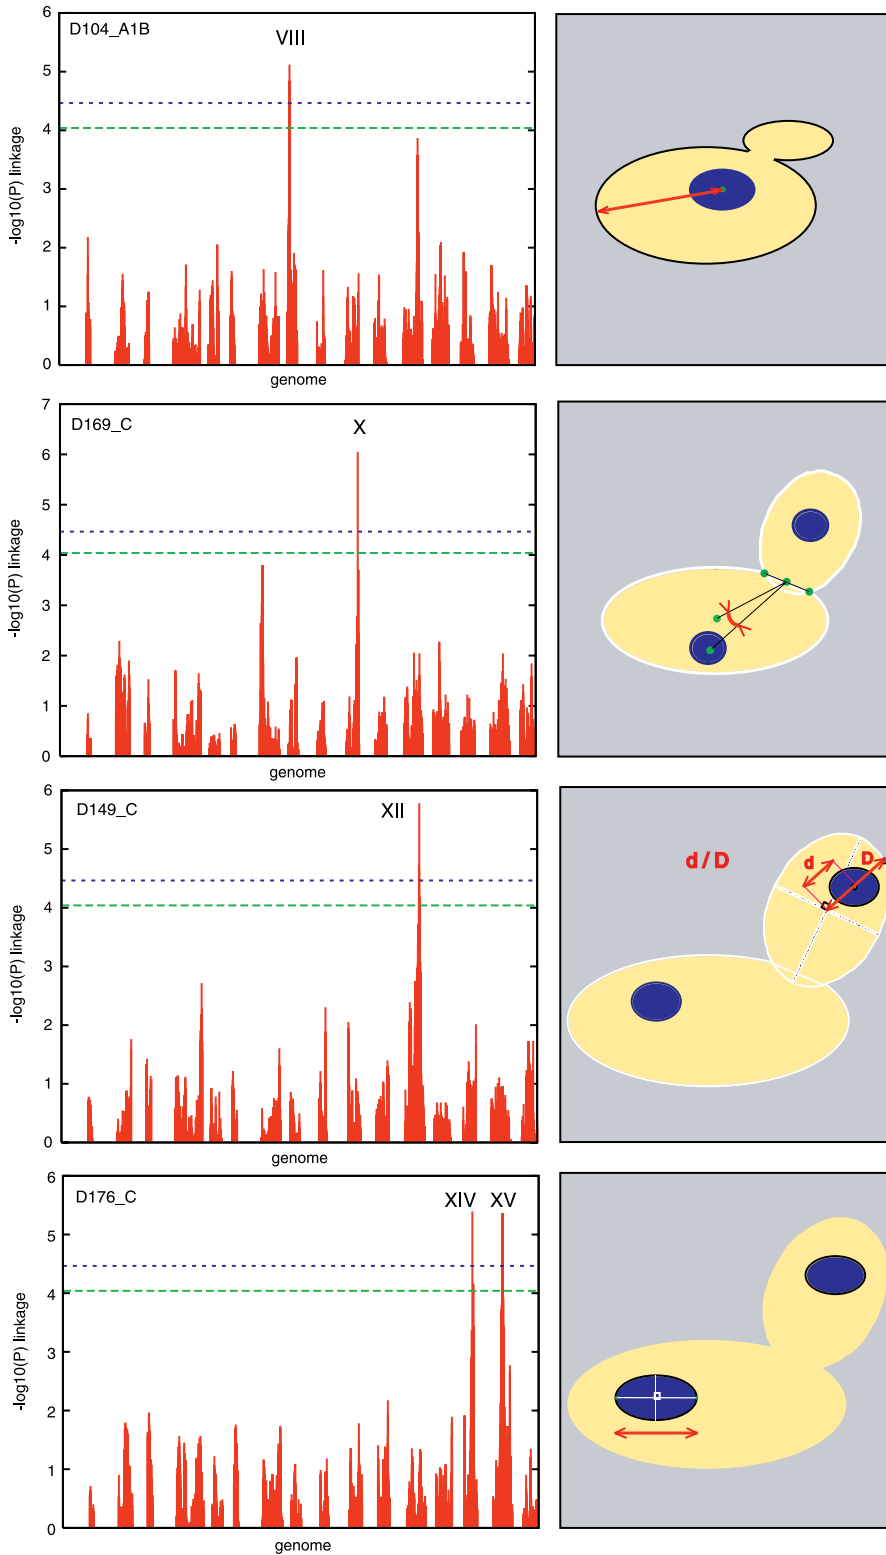 D104_A1B
VIII
6
5
4
3
2
1
0
-log10(P) linkage
genome
D169_C
X
7
6
5
4
3
2
1
0
-log10(P) linkage
genome
D149_C
XII
6
5
4
3
2
1
0
-log10(P) linkage
genome
d/D
d
D
D176_C
XIV XV
6
5
4
3
2
1
0
-log10(P) linkage
genome